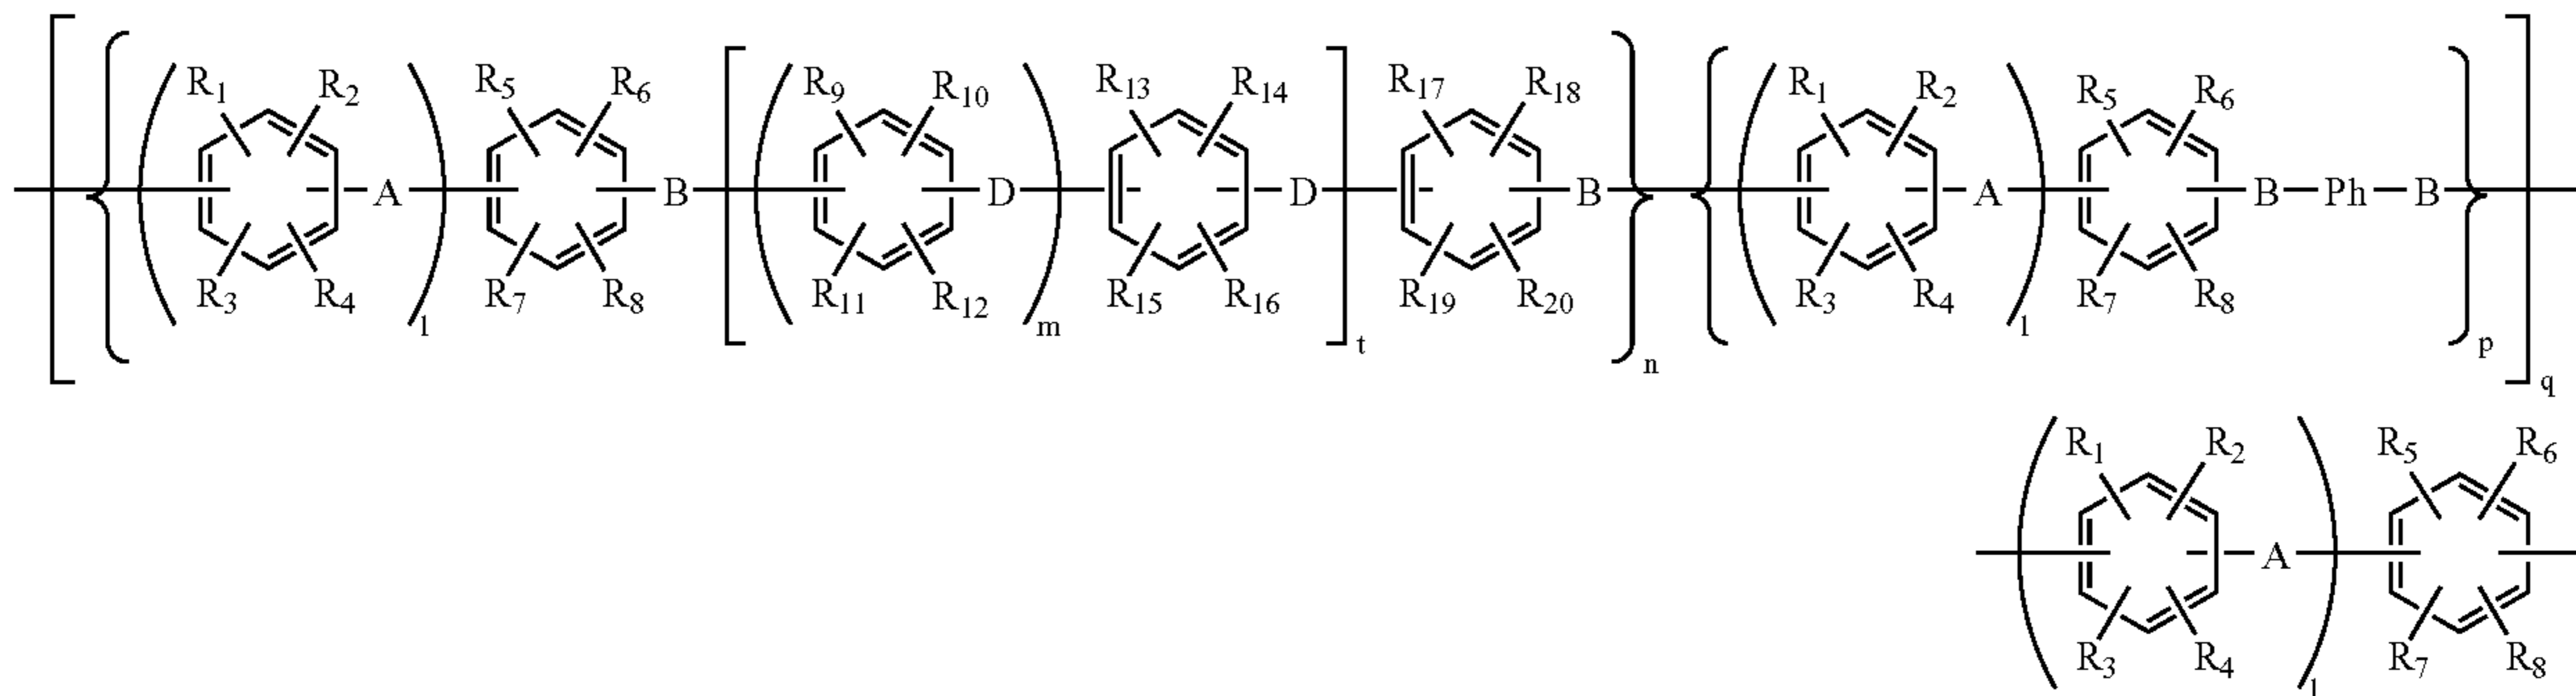 R1 R2 R5 R6 R9 R10 R13 R14 R17 R18 R1 R2 R5 R6
A B D D B A B Ph B
R3 R4 l R7 R8 R11 R12 m R15 R16 t R19 R20 n R3 R4 l R7 R8 p q
R1 R2 R5 R6
A
R3 R4 l R7 R8